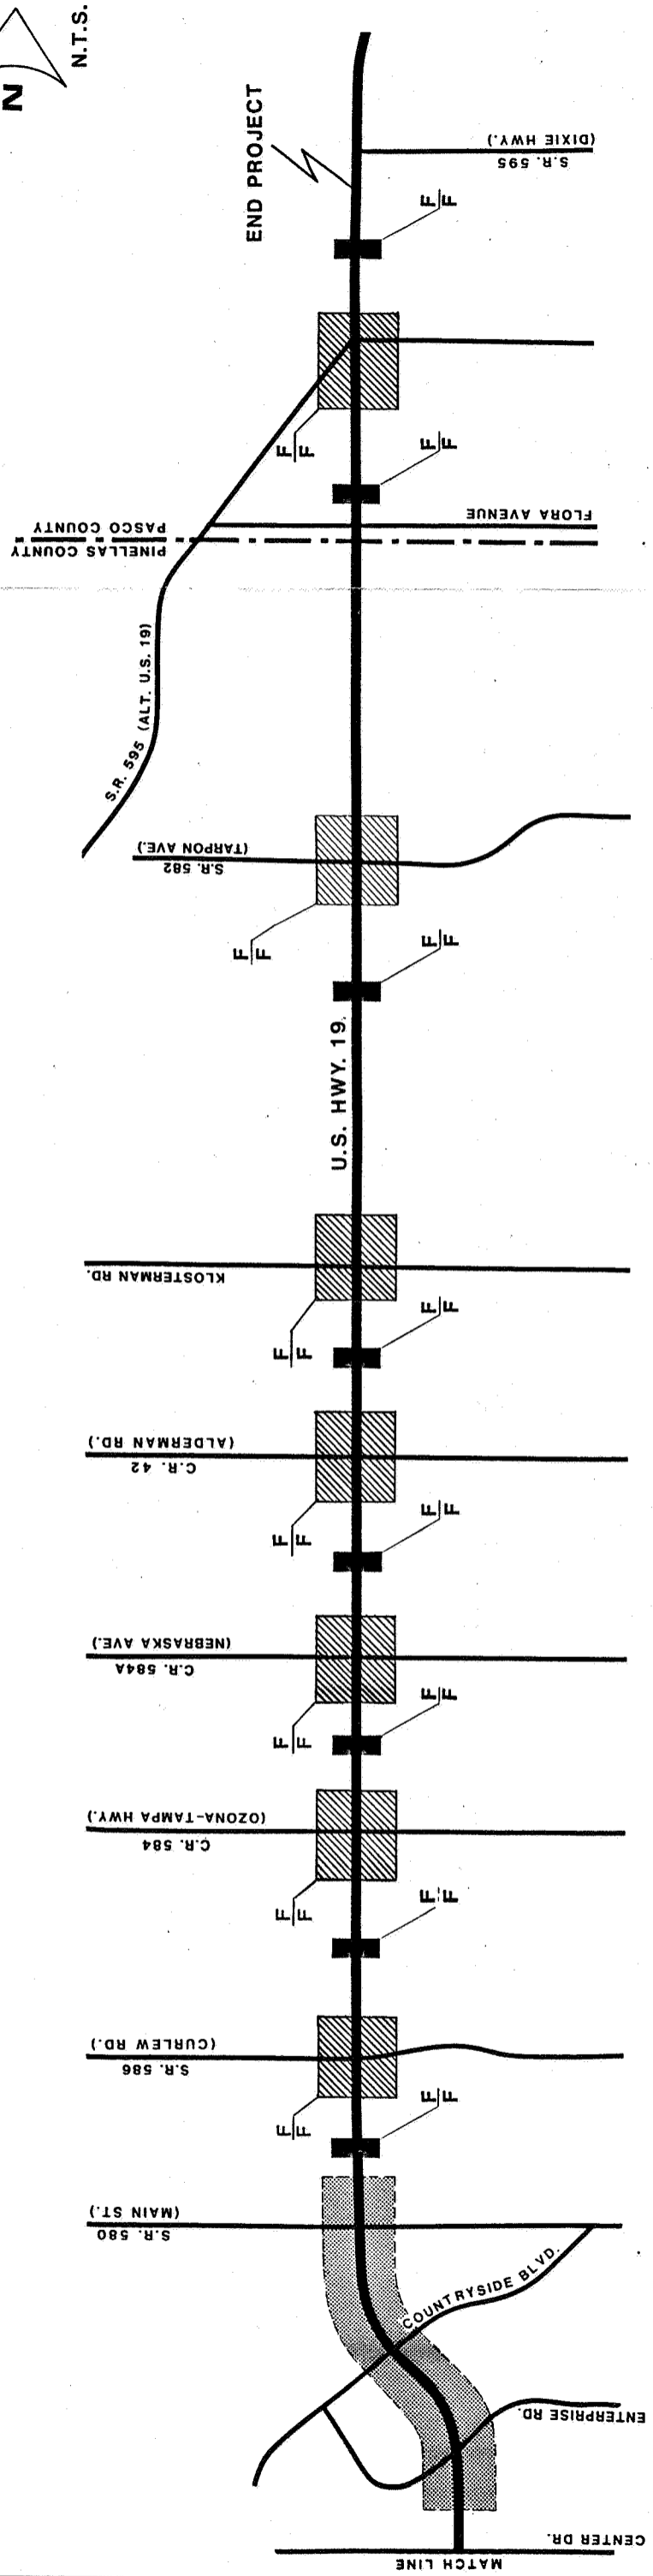 N
N.T.S.
END PROJECT
S.R. 595
(DIXIE HWY.)
F
F
F
F
F
F
FLORA AVENUE
PASCO COUNTY
PINELLAS COUNTY
S.R. 595 (ALT. U.S. 19)
S.R. 582
(TARPON AVE.)
F
F
F
F
U.S. HWY. 19.
KLOSTERMAN RD.
F
F
F
F
C.R. 42
(ALDERMAN RD.)
F
F
F
F
C.R. 584A
(NEBRASKA AVE.)
F
F
F
F
C.R. 584
(OZONA-TAMPA HWY.)
F
F
F
F
S.R. 586
(CURLEW RD.)
F
F
F
F
S.R. 580
(MAIN ST.)
COUNTRYSIDE BLVD.
ENTERPRISE RD.
CENTER DR.
MATCH LINE